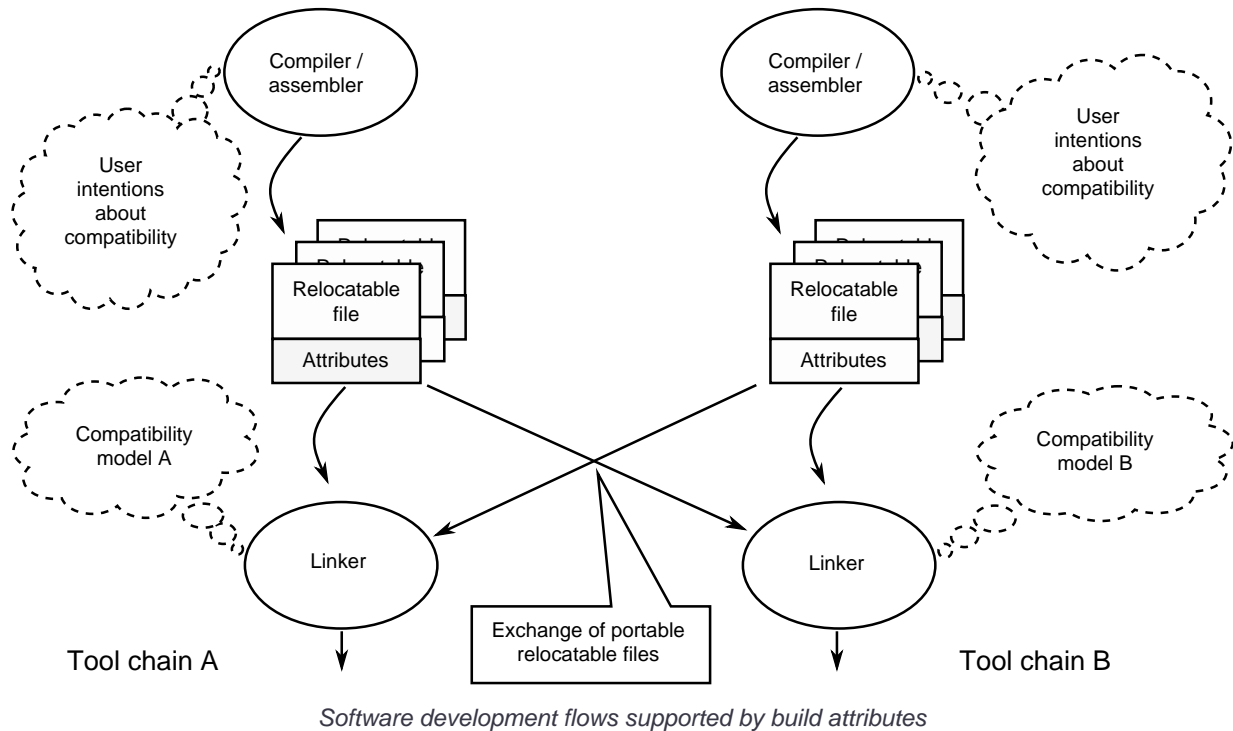 Compiler /
assembler
Compiler /
assembler
User
intentions
about
compatibility
User
intentions
about
compatibility
Relocatable
file
Attributes
Relocatable
file
Attributes
Compatibility
model A
Compatibility
model B
Linker
Linker
Exchange of portable
relocatable files
Tool chain A
Tool chain B
Software development flows supported by build attributes